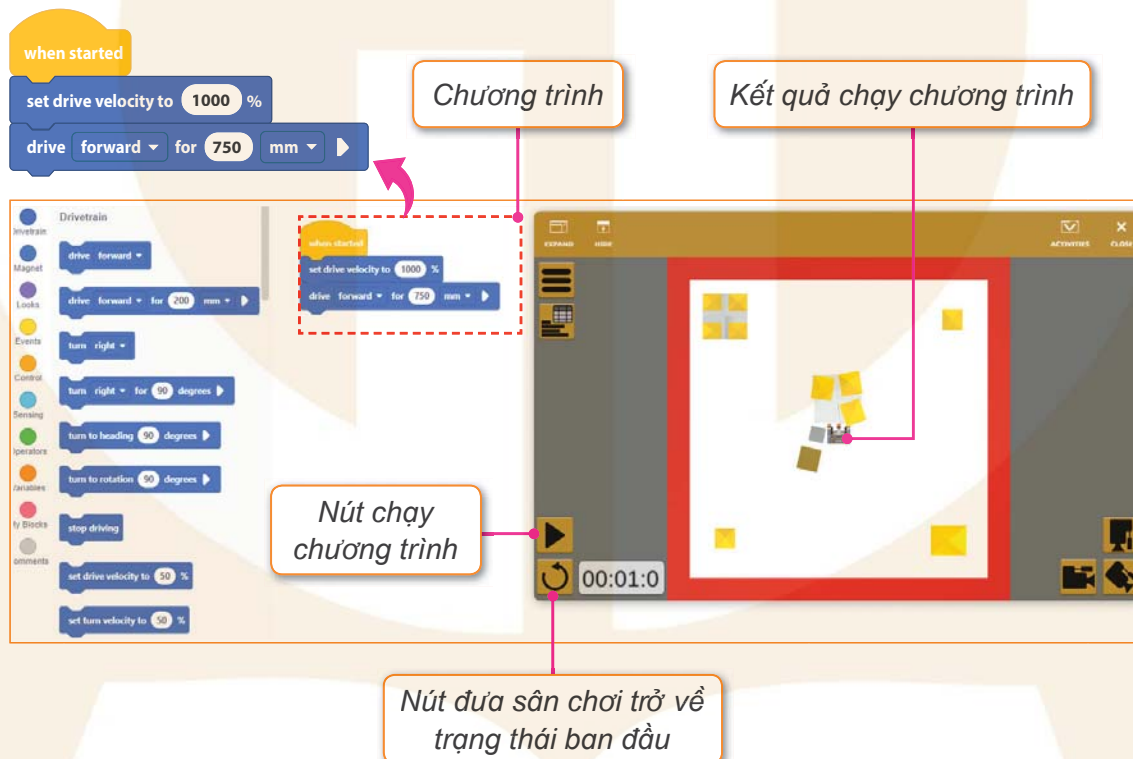 when started
set drive velocity to 1000 %
drive forward for 750 mm
Chương trình
Kết quả chạy chương trình
Drivetrain
Magnet
Looks
Events
Control
Sensing
drive forward
drive forward for 200 mm
turn right
turn right for 90 degrees
turn to heading 90 degrees
turn to rotation 90 degrees
stop driving
set drive velocity to 50 %
set turn velocity to 50 %
when started
set drive velocity to 1000 %
drive forward for 750 mm
EXPAND
HIDE
ACTIVITIES
CLOSE
Nút chạy
chương trình
00:01:0
Nút đưa sân chơi trở về
trạng thái ban đầu